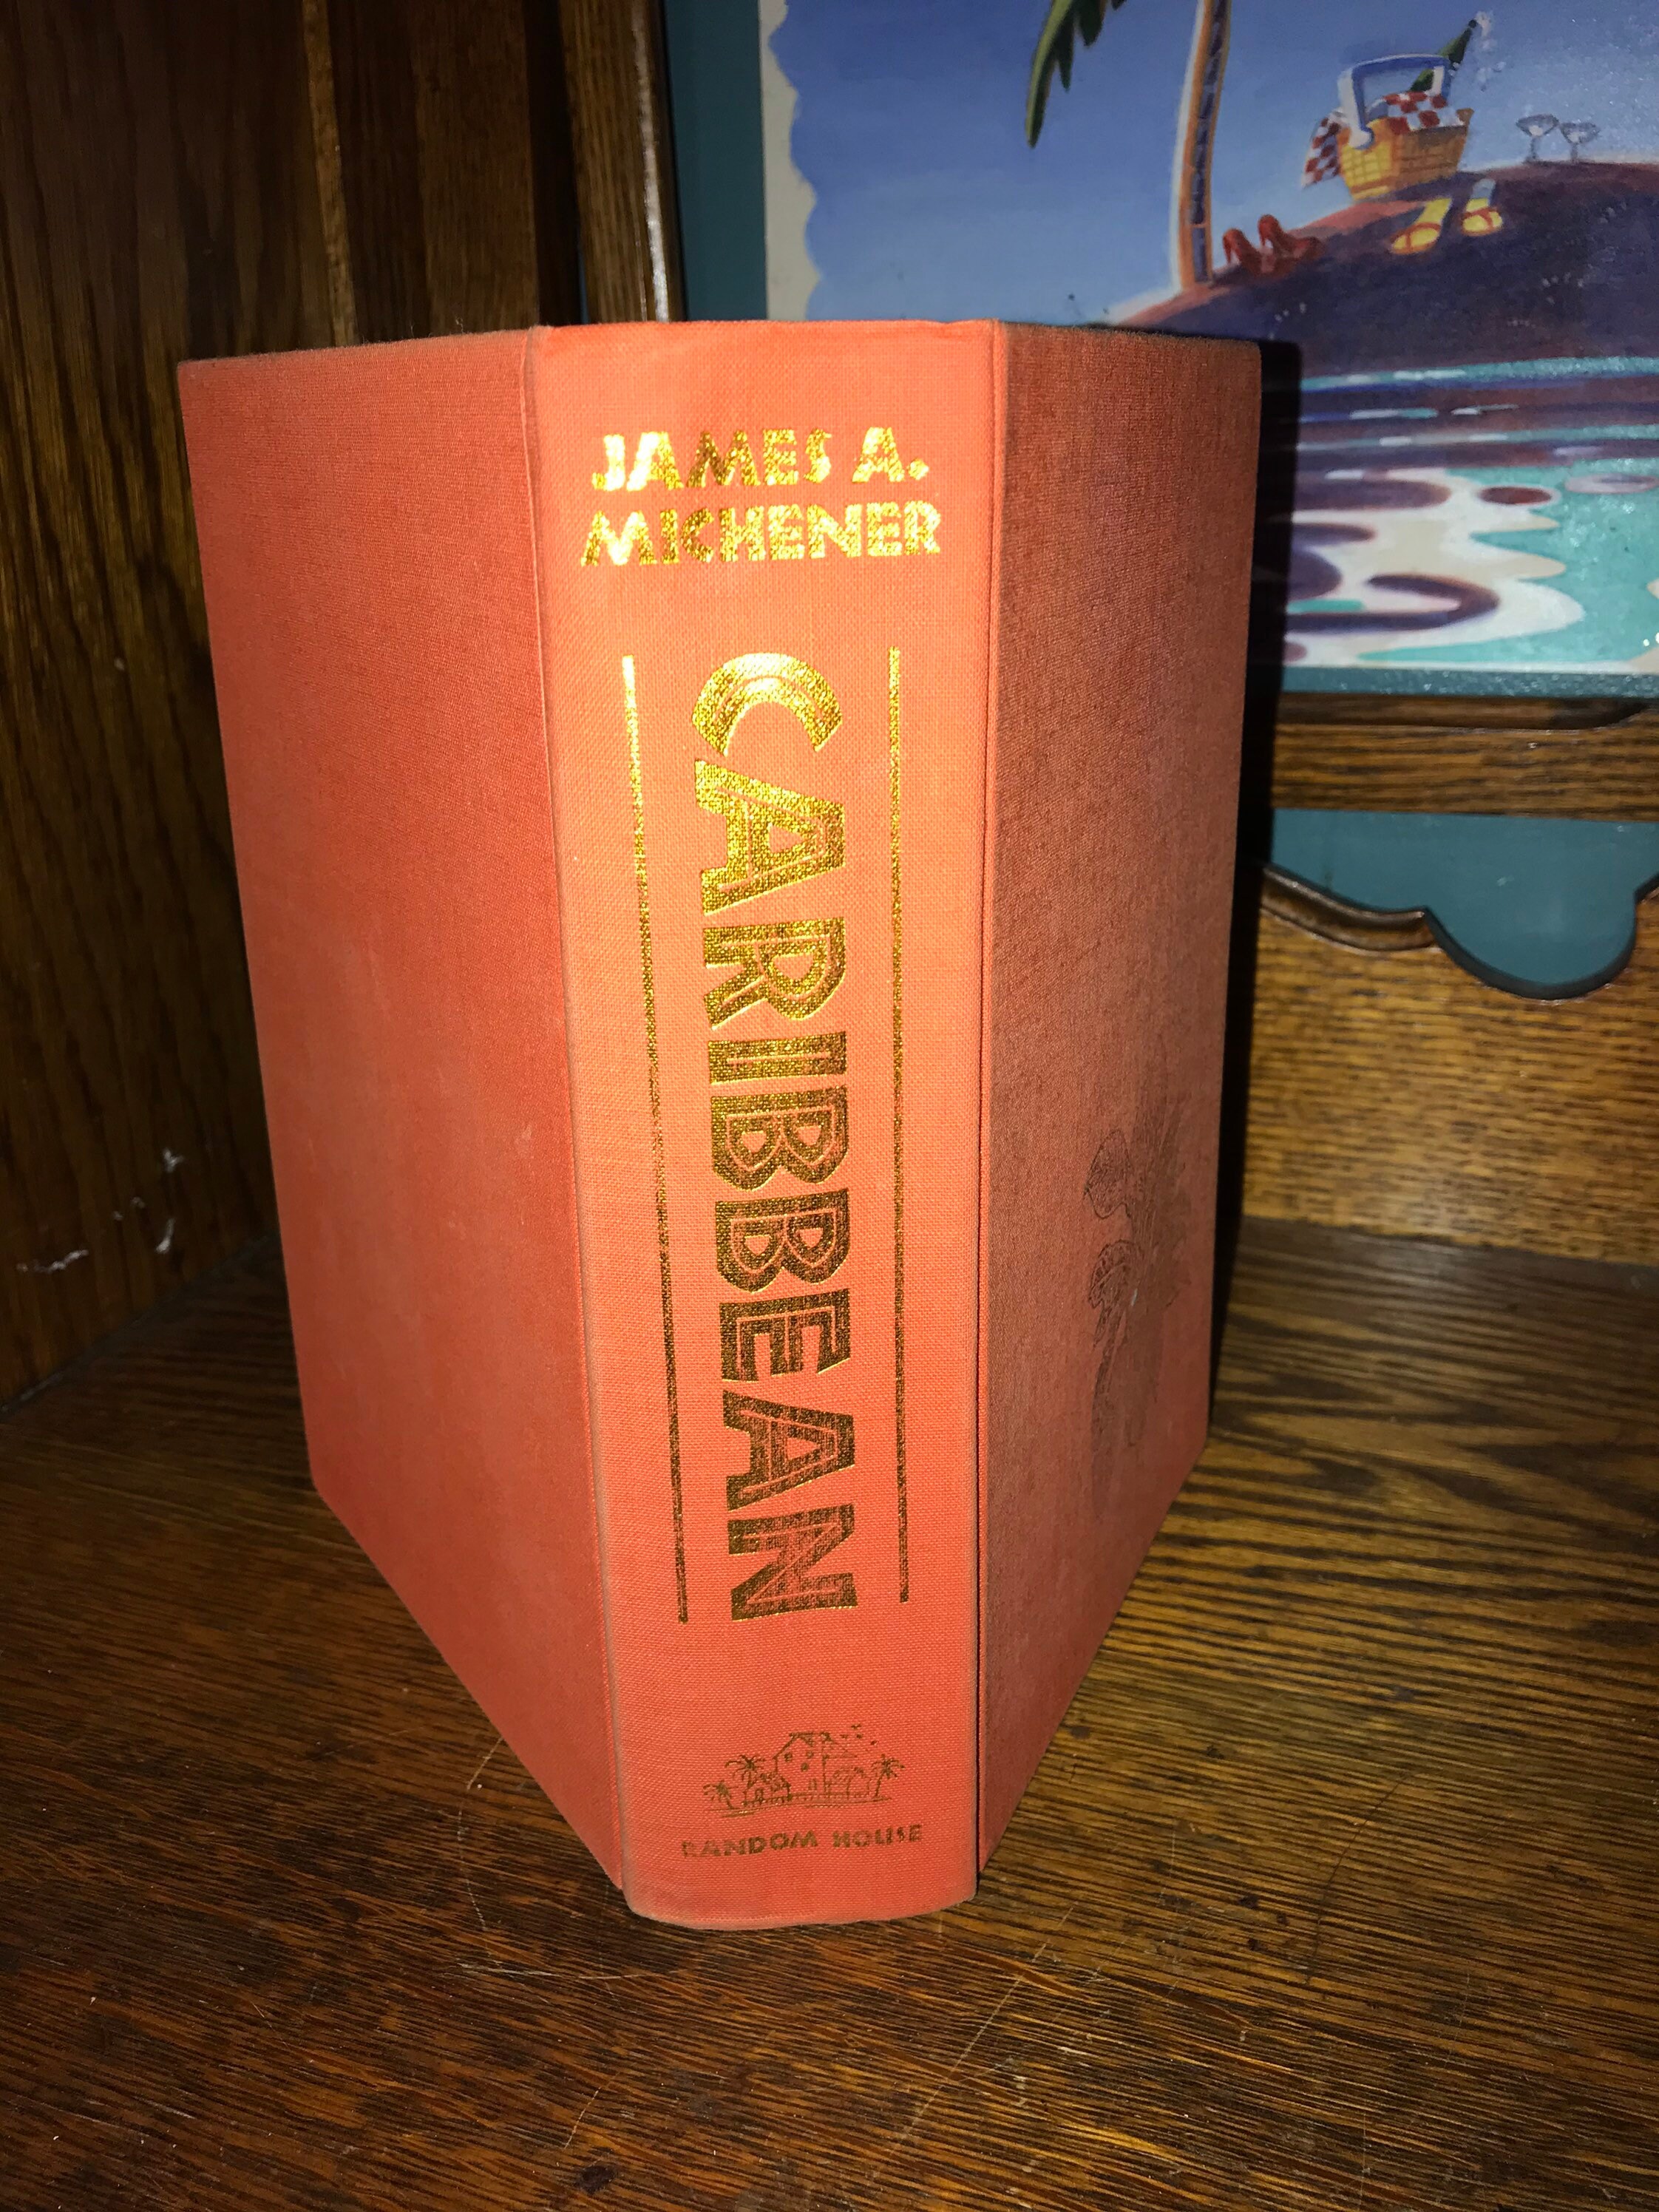 JAMES A.
MICHENER
CARIBBEAN
RANDOM HOUSE